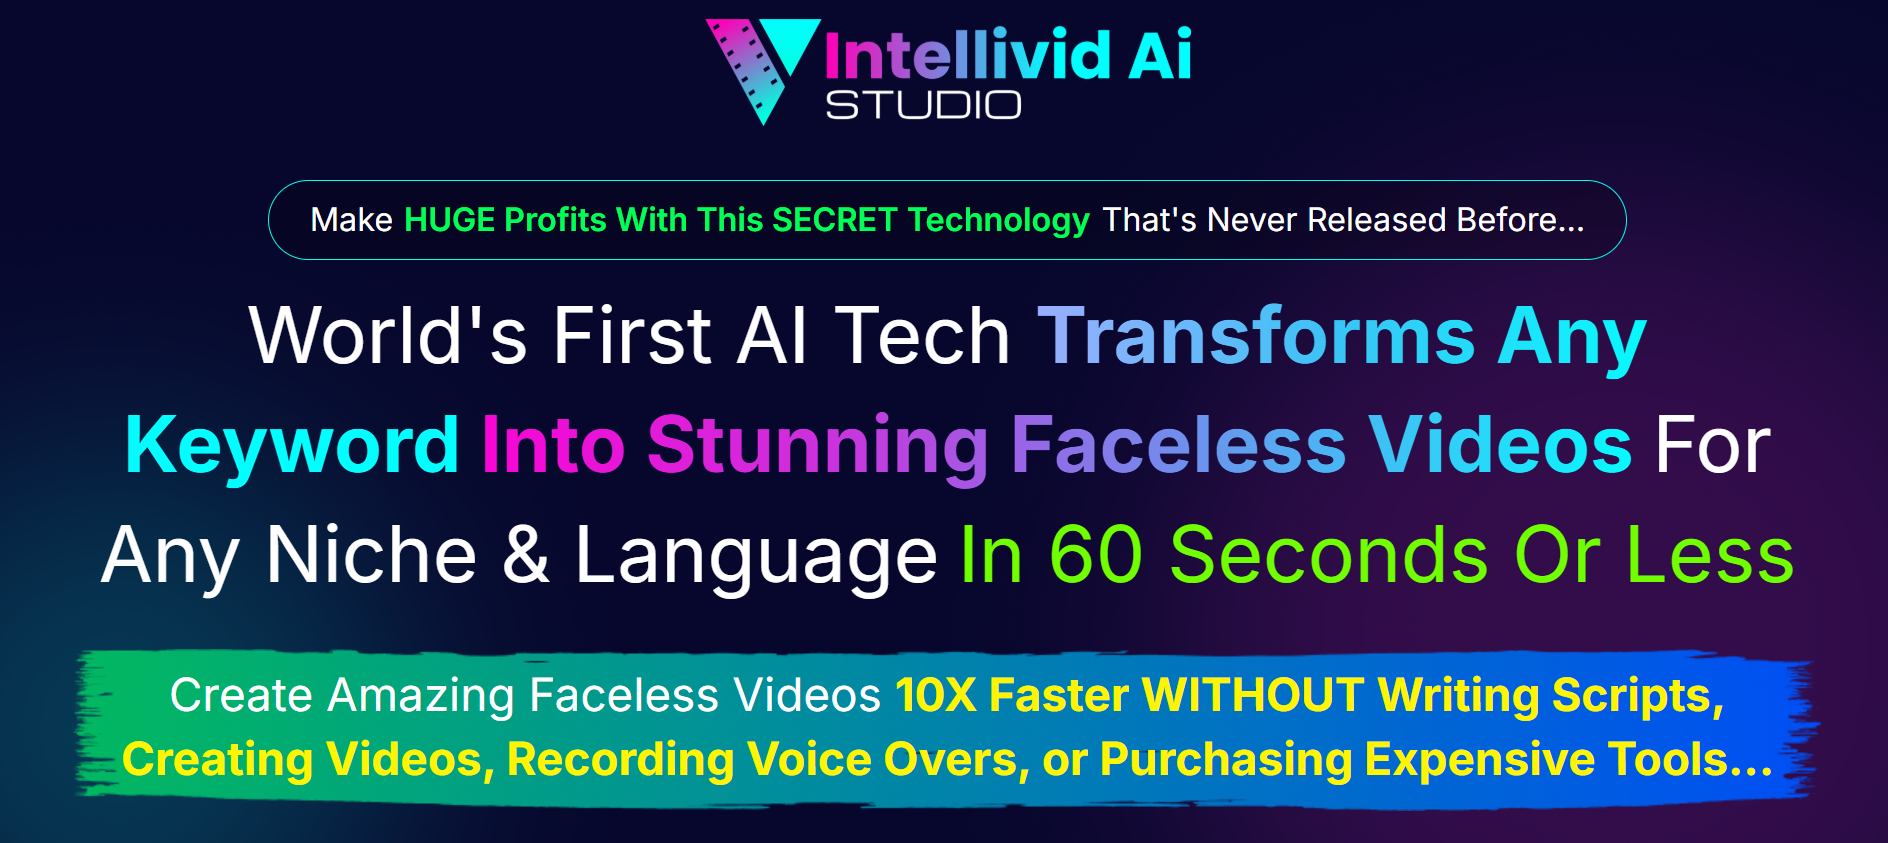 Intellivid Ai
STUDIO
Make HUGE Profits With This SECRET Technology That's Never Released Before...
World's First AI Tech Transforms Any
Keyword Into Stunning Faceless Videos For
Any Niche & Language In 60 Seconds Or Less
Create Amazing Faceless Videos 10X Faster WITHOUT Writing Scripts,
Creating Videos, Recording Voice Overs, or Purchasing Expensive Tools...